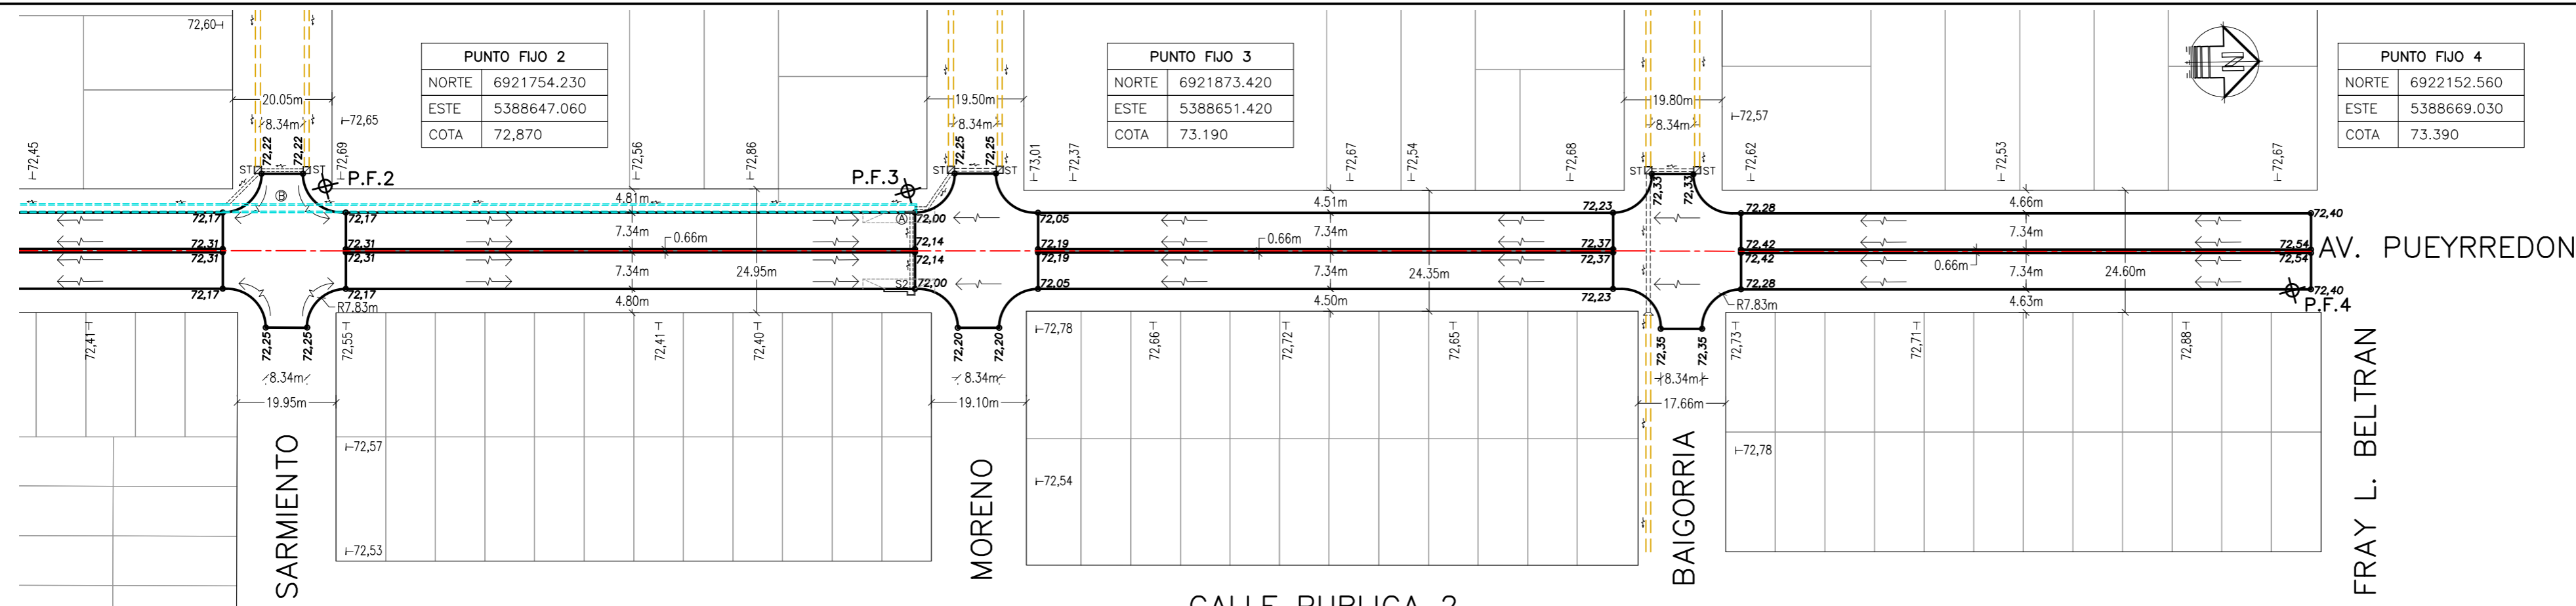 72,60
PUNTO FIJO 2
NORTE 6921754.230
ESTE 5388647.060
COTA 72,870
PUNTO FIJO 3
NORTE 6921873.420
ESTE 5388651.420
COTA 73.190
N
PUNTO FIJO 4
NORTE 6922152.560
ESTE 5388669.030
COTA 73.390
20.05m
19.50m
19.80m
8.34m
72,65
8.34m
8.34m
72,57
72,45
72,22
72,22
72,69
72,56
72,86
72,25
72,25
73,01
72,37
72,67
72,54
72,68
72,62
72,53
72,67
ST
ST
P.F.2
P.F.3
ST
ST
ST
ST
72,33
72,33
B
4.81m
4.51m
4.66m
72,17
72,17
A
72,00
72,05
72,23
72,28
72,40
7.34m
7.34m
7.34m
72,31
72,31
0.66m
72,14
72,19
0.66m
72,37
72,42
72,54
AV. PUEYRREDON
72,31
72,31
72,14
72,19
72,37
72,42
0.66m
72,54
7.34m
24.95m
7.34m
24.35m
7.34m
24.60m
72,17
72,17
S2
72,00
72,05
72,23
72,28
72,40
R7.83m
4.80m
4.50m
R7.83m
4.63m
P.F.4
72,41
72,25
72,25
72,55
72,41
72,40
72,20
72,20
72,78
72,66
72,72
72,65
72,35
72,35
72,73
72,71
72,88
8.34m
8.34m
8.34m
19.95m
19.10m
17.66m
72,57
72,78
72,54
72,53
SARMIENTO
MORENO
BAIGORRIA
FRAY L. BELTRAN
CALLE PUBLICA 2